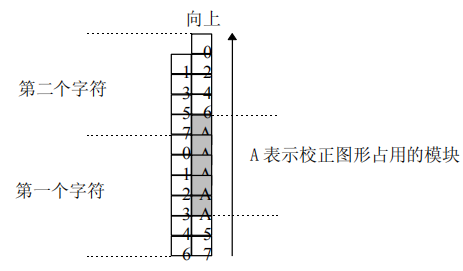 向上
0
1 2
第二个字符
3 4
5 6
7 A
0 A
A 表示校正图形占用的模块
1 A
第一个字符
2 A
3 A
4 5
6 7